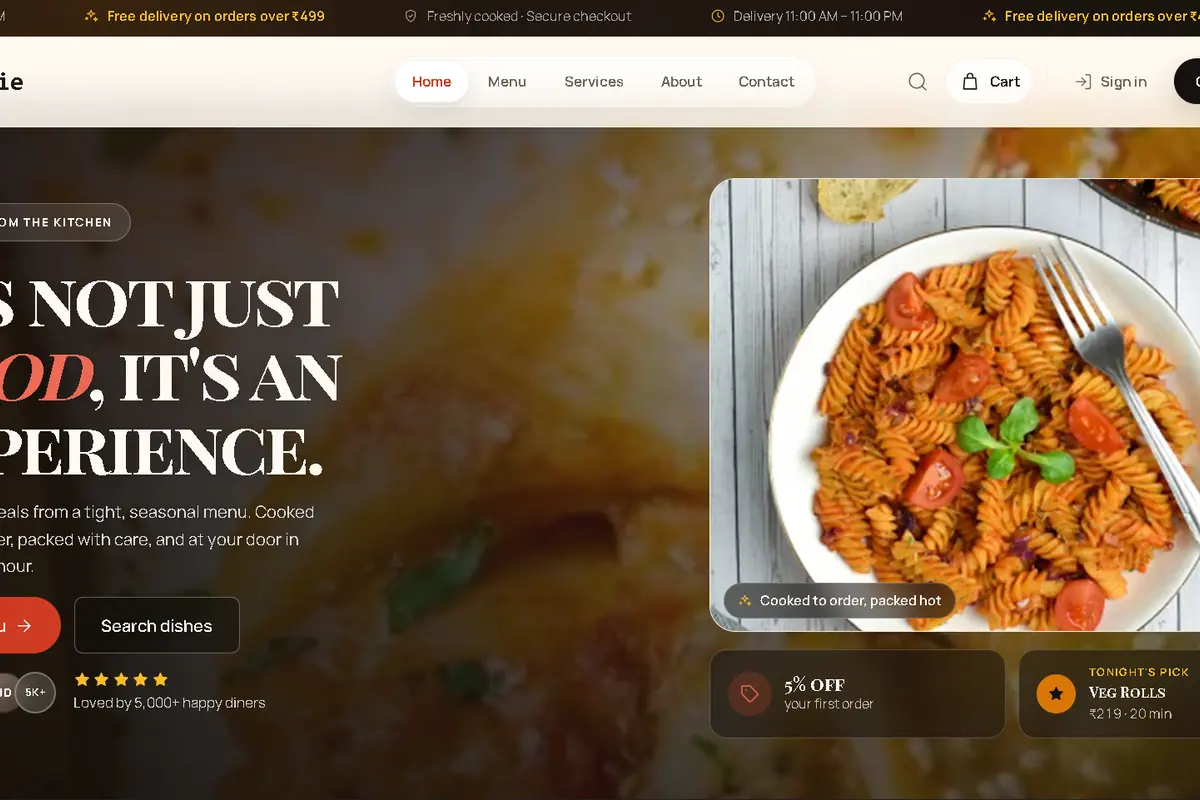 Free delivery on orders over ₹499
Freshly cooked · Secure checkout
Delivery 11:00 AM – 11:00 PM
Free delivery on orders over
ie
Home
Menu
Services
About
Contact
Cart
Sign in
OM THE KITCHEN
S NOT JUST
OD, IT'S AN
PERIENCE.
eals from a tight, seasonal menu. Cooked
er, packed with care, and at your door in
hour.
u →
Search dishes
5K+
Loved by 5,000+ happy diners
Cooked to order, packed hot
5% OFF
your first order
TONIGHT'S PICK
VEG ROLLS
₹219 · 20 min